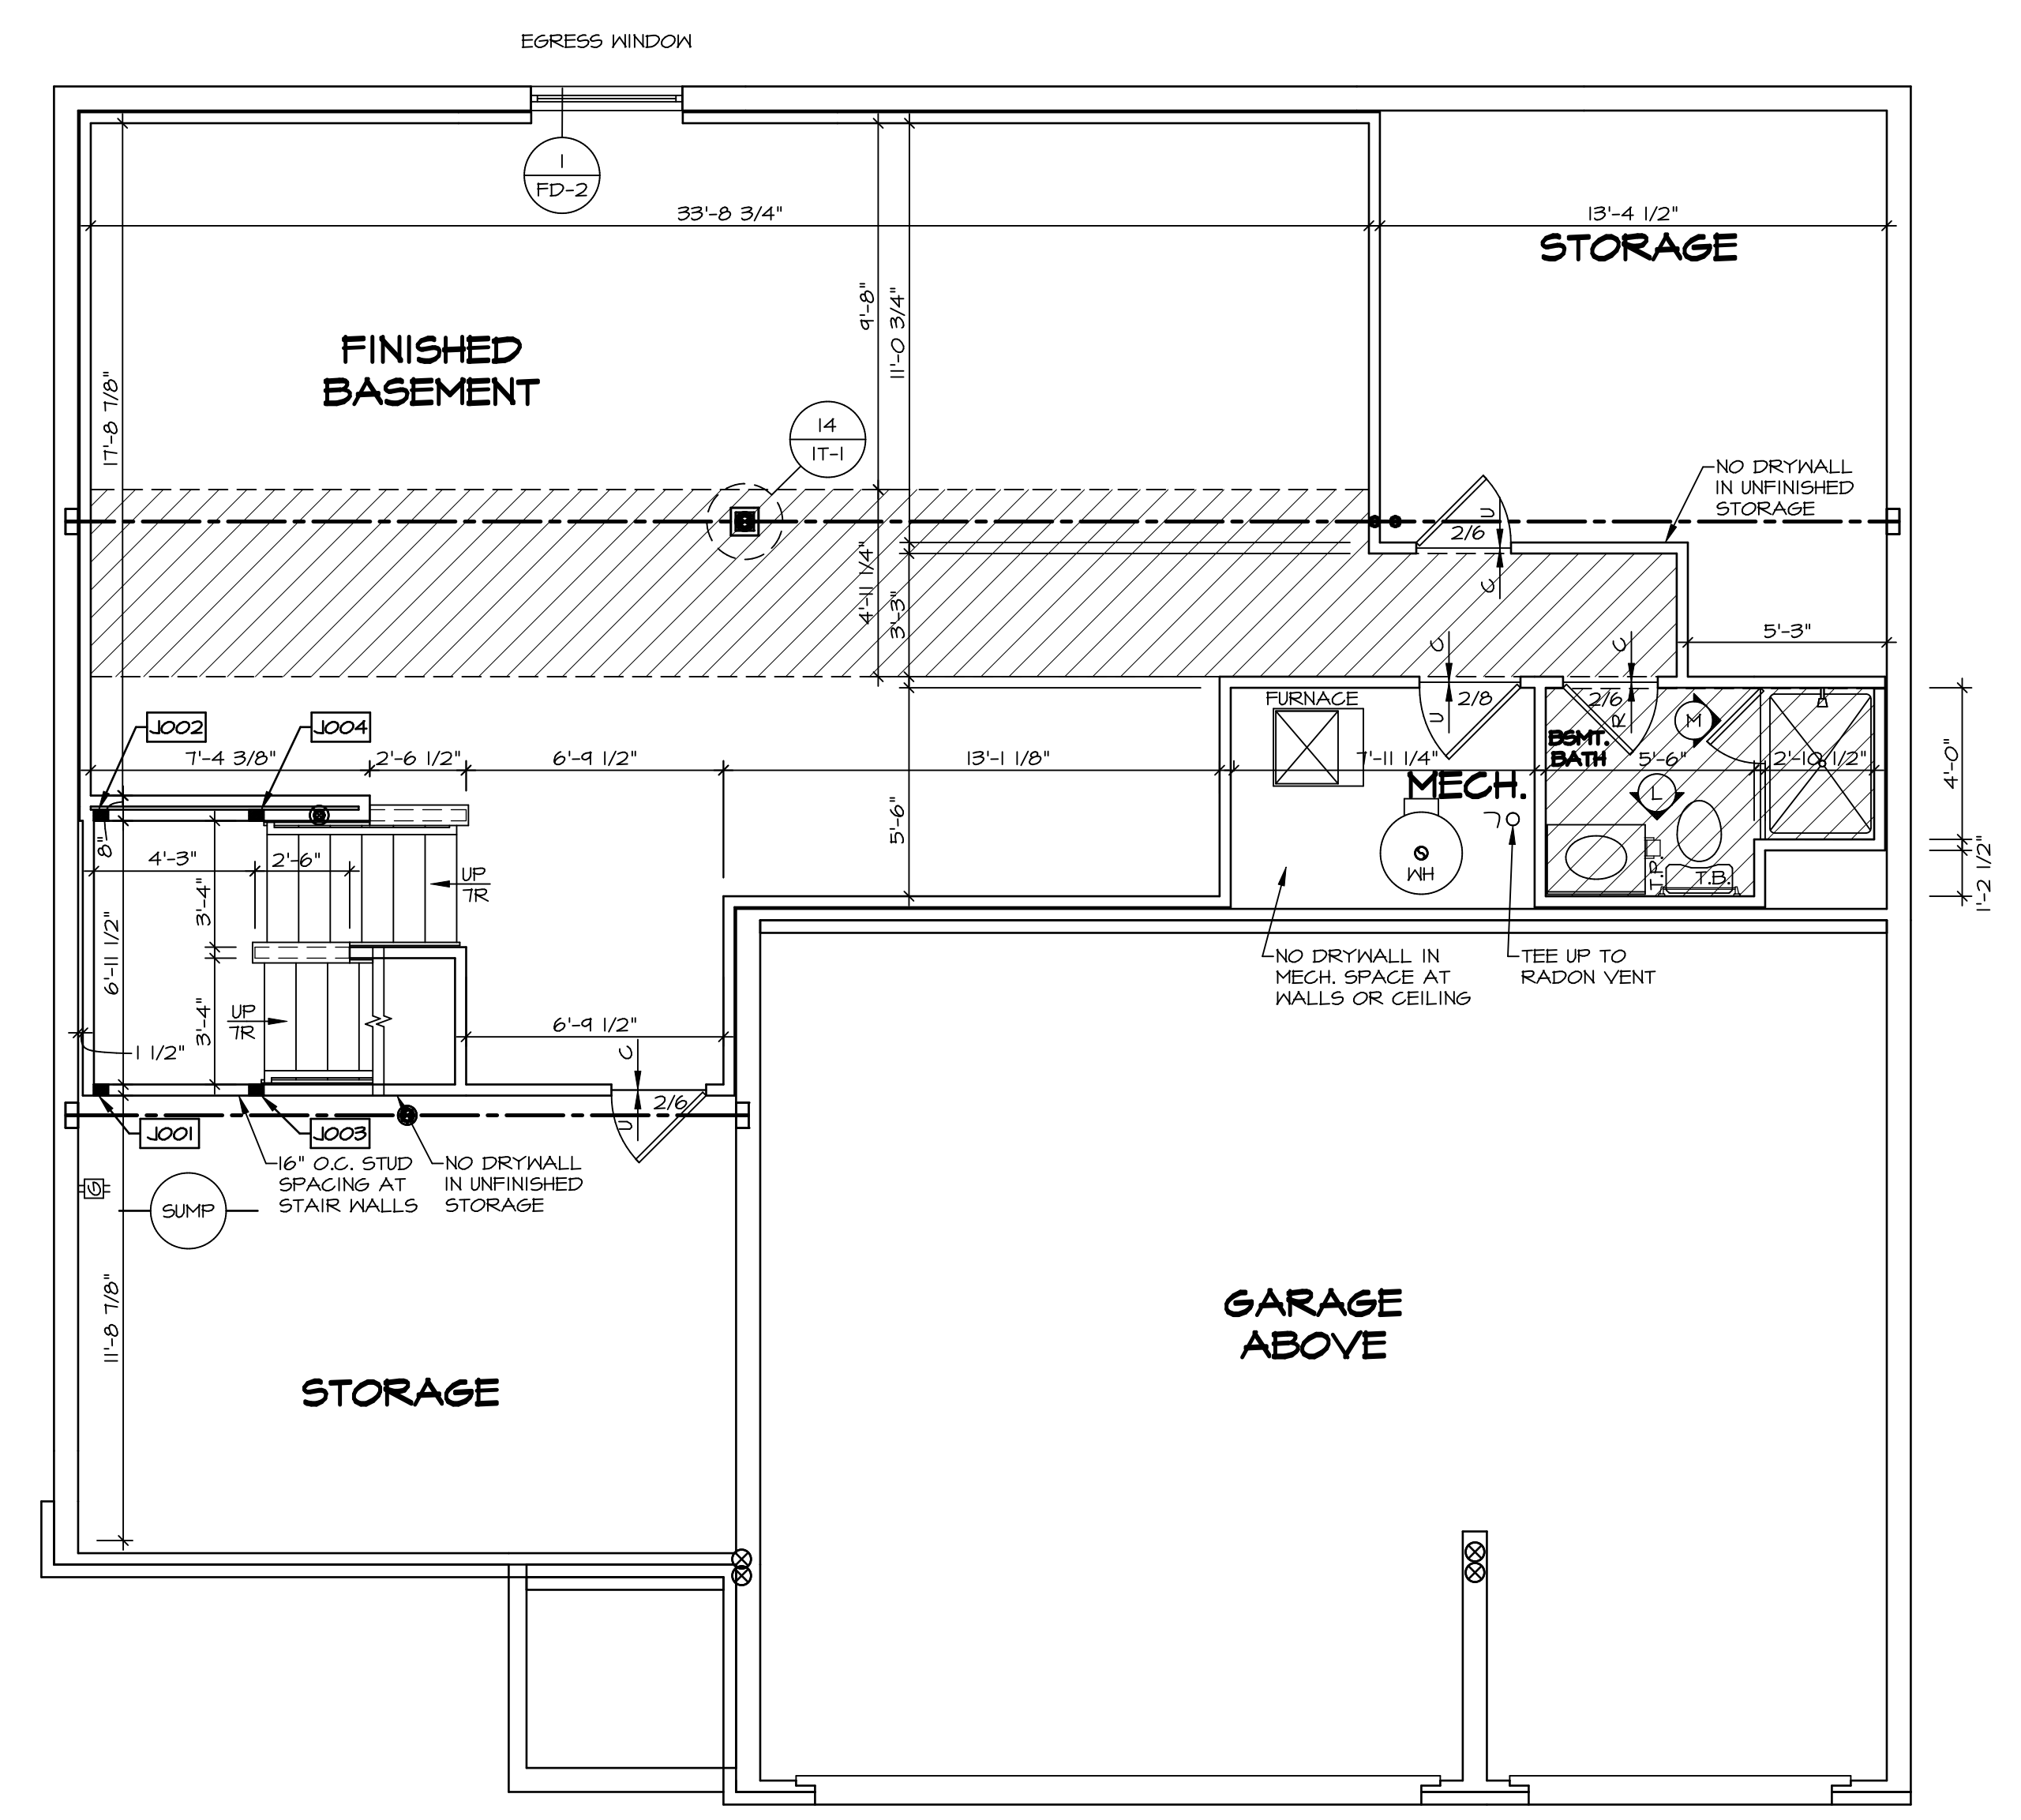 EGRESS WINDOW
1
FD-2
33'-8 3/4"
13'-4 1/2"
STORAGE
9'-8"
11'-0 3/4"
FINISHED
BASEMENT
17'-8 7/8"
14
1T-1
NO DRYWALL
IN UNFINISHED
STORAGE
U
2/6
C
4'-11 1/4"
3'-3"
5'-3"
C
C
FURNACE
2/8
U
2/6
R
M
J002
J004
BSMT.
BATH
7'-4 3/8"
2'-6 1/2"
6'-9 1/2"
13'-1 1/8"
7'-11 1/4"
5'-6"
2'-10 1/2"
4'-0"
MECH.
L
8"
5'-6"
4'-3"
2'-6"
UP
7R
WH
T.P.
T.B.
1'-2 1/2"
3'-4"
6'-11 1/2"
3'-4"
UP
7R
1 1/2"
6'-9 1/2"
NO DRYWALL IN
MECH. SPACE AT
WALLS OR CEILING
TEE UP TO
RADON VENT
C
2/6
U
J001
J003
16" O.C. STUD
SPACING AT
STAIR WALLS
NO DRYWALL
IN UNFINISHED
STORAGE
G
SUMP
11'-8 7/8"
GARAGE
ABOVE
STORAGE